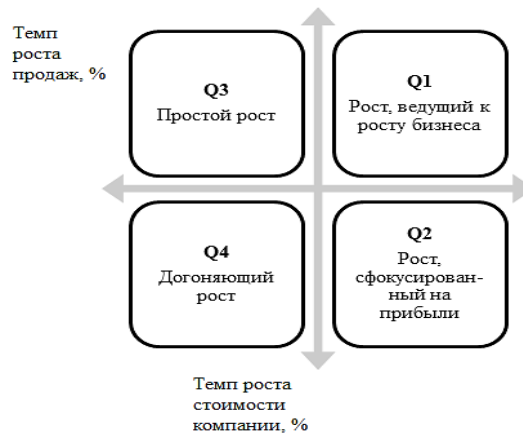 Темп
роста
продаж, %
Q3
Простой рост
Q1
Рост, ведущий к
росту бизнеса
Q4
Догоняющий
рост
Q2
Рост,
сфокусирован-
ный на
прибыли
Темп роста
стоимости
компании, %